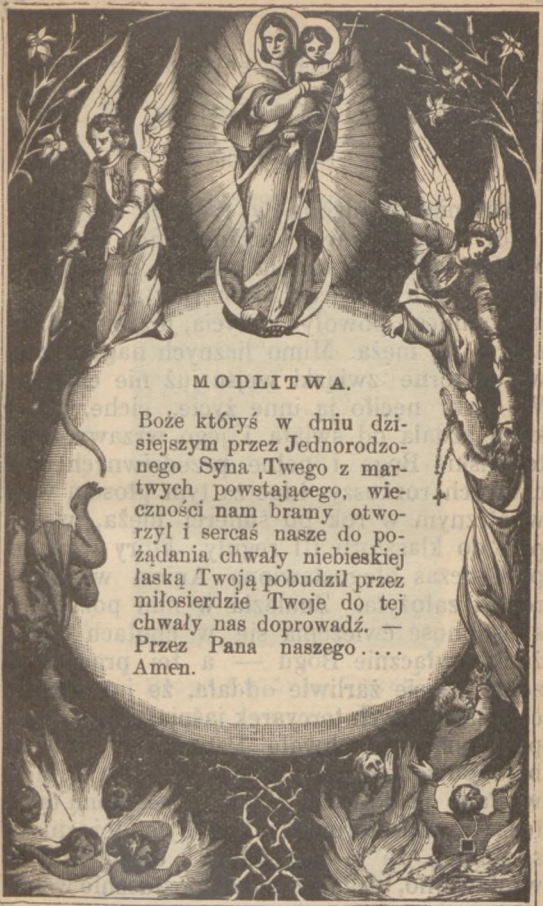 MODLITWA.
Boże któryś w dniu dzi-
siejszym przez Jednorodzo-
nego Syna Twego z mar-
twych powstającego, wie-
czności nam bramy otwo-
rzył i sercaś nasze do po-
żądania chwały niebieskiej
łaską Twoją pobudził przez
miłosierdzie Twoje do tej
chwały nas doprowadź. —
Przez Pana naszego .....
Amen.